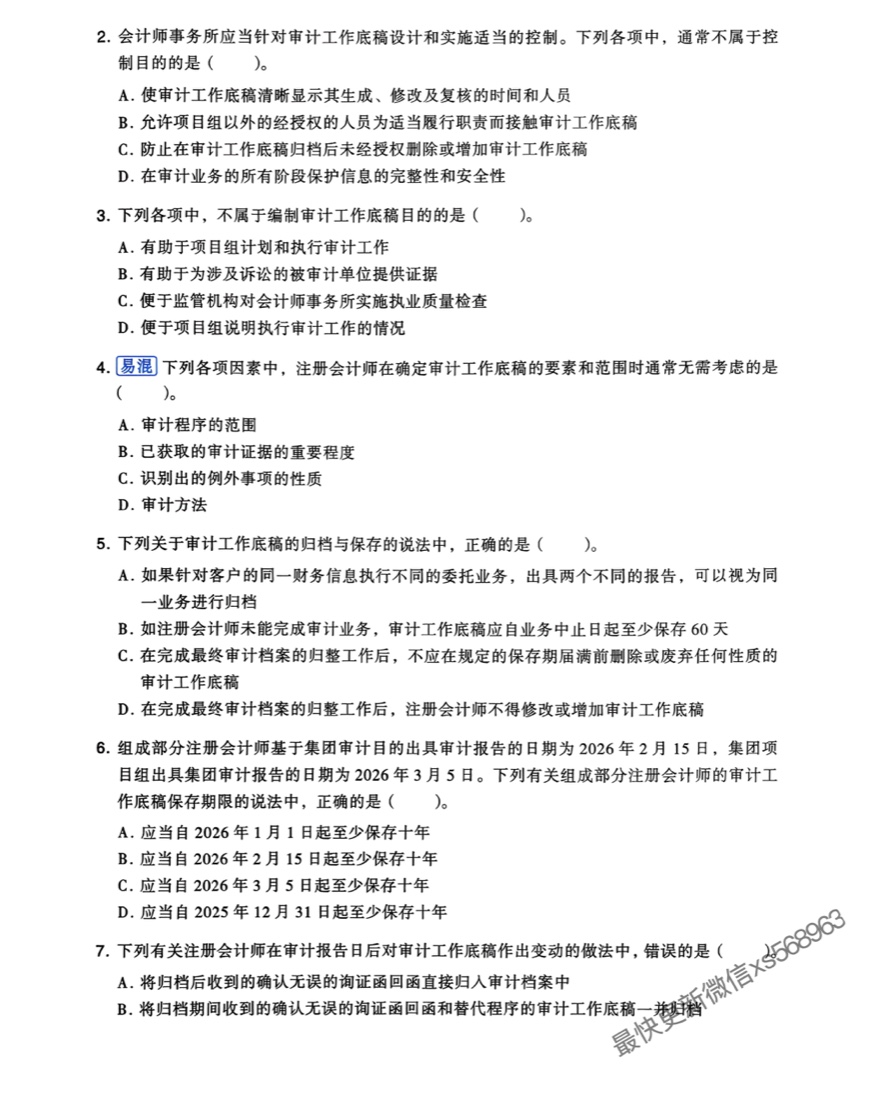 2. 会计师事务所应当针对审计工作底稿设计和实施适当的控制。下列各项中，通常不属于控
制目的的是（　　）。
A. 使审计工作底稿清晰显示其生成、修改及复核的时间和人员
B. 允许项目组以外的经授权的人员为适当履行职责而接触审计工作底稿
C. 防止在审计工作底稿归档后未经授权删除或增加审计工作底稿
D. 在审计业务的所有阶段保护信息的完整性和安全性
3. 下列各项中，不属于编制审计工作底稿目的的是（　　）。
A. 有助于项目组计划和执行审计工作
B. 有助于为涉及诉讼的被审计单位提供证据
C. 便于监管机构对会计师事务所实施执业质量检查
D. 便于项目组说明执行审计工作的情况
4. 易混 下列各项因素中，注册会计师在确定审计工作底稿的要素和范围时通常无需考虑的是
（　　）。
A. 审计程序的范围
B. 已获取的审计证据的重要程度
C. 识别出的例外事项的性质
D. 审计方法
5. 下列关于审计工作底稿的归档与保存的说法中，正确的是（　　）。
A. 如果针对客户的同一财务信息执行不同的委托业务，出具两个不同的报告，可以视为同
一业务进行归档
B. 如注册会计师未能完成审计业务，审计工作底稿应自业务中止日起至少保存 60 天
C. 在完成最终审计档案的归整工作后，不应在规定的保存期届满前删除或废弃任何性质的
审计工作底稿
D. 在完成最终审计档案的归整工作后，注册会计师不得修改或增加审计工作底稿
6. 组成部分注册会计师基于集团审计目的出具审计报告的日期为 2026 年 2 月 15 日，集团项
目组出具集团审计报告的日期为 2026 年 3 月 5 日。下列有关组成部分注册会计师的审计工
作底稿保存期限的说法中，正确的是（　　）。
A. 应当自 2026 年 1 月 1 日起至少保存十年
B. 应当自 2026 年 2 月 15 日起至少保存十年
C. 应当自 2026 年 3 月 5 日起至少保存十年
D. 应当自 2025 年 12 月 31 日起至少保存十年
7. 下列有关注册会计师在审计报告日后对审计工作底稿作出变动的做法中，错误的是（　　）。
A. 将归档后收到的确认无误的询证函回函直接归入审计档案中
B. 将归档期间收到的确认无误的询证函回函和替代程序的审计工作底稿一并归档
最快更新微信xs568963